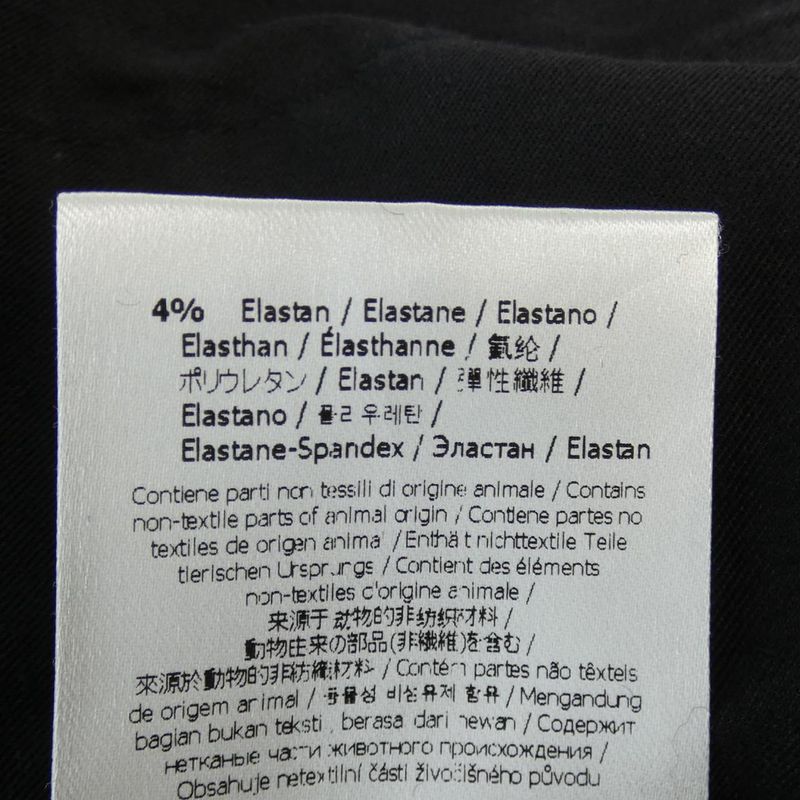 4% Elastan / Elastane / Elastano /
Elasthan / Élasthanne / 氨纶 /
ポリウレタン / Elastan / 彈性纖維 /
Elastano / 폴리우레탄 /
Elastane-Spandex / Эластан / Elastan
Contiene parti non tessili di origine animale / Contains
non-textile parts of animal origin / Contiene partes no
textiles de origen animal / Enthält nichttextile Teile
tierischen Ursprungs / Contient des éléments
non-textiles d'origine animale /
来源于动物的非纺织材料 /
動物由来の部品(非繊維)を含む /
來源於動物的非紡織材料 / Contém partes não têxteis
de origem animal / 동물성 비섬유제 함유 / Mengandung
bagian bukan tekstil berasa dari hewan / Содержит
нетканые части животного происхождения /
Obsahuje netextilní části živočišného původu